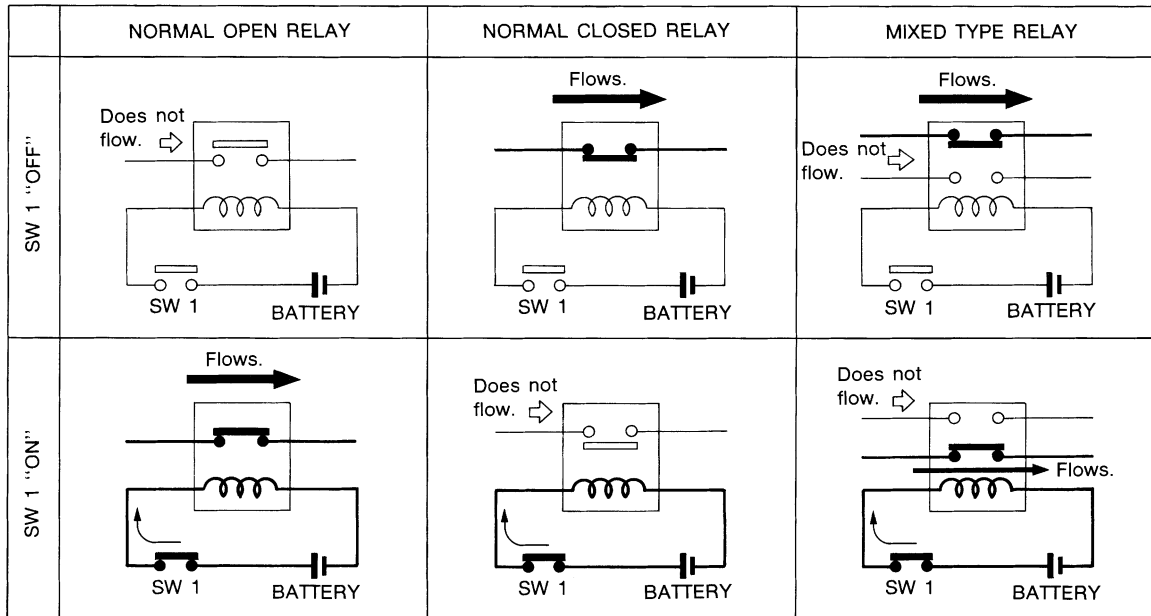 NORMAL OPEN RELAY
NORMAL CLOSED RELAY
MIXED TYPE RELAY
SW 1 "OFF"
Does not
flow.
SW 1
BATTERY
Flows.
SW 1
BATTERY
Flows.
Does not
flow.
SW 1
BATTERY
SW 1 "ON"
Flows.
SW 1
BATTERY
Does not
flow.
SW 1
BATTERY
Does not
flow.
Flows.
SW 1
BATTERY